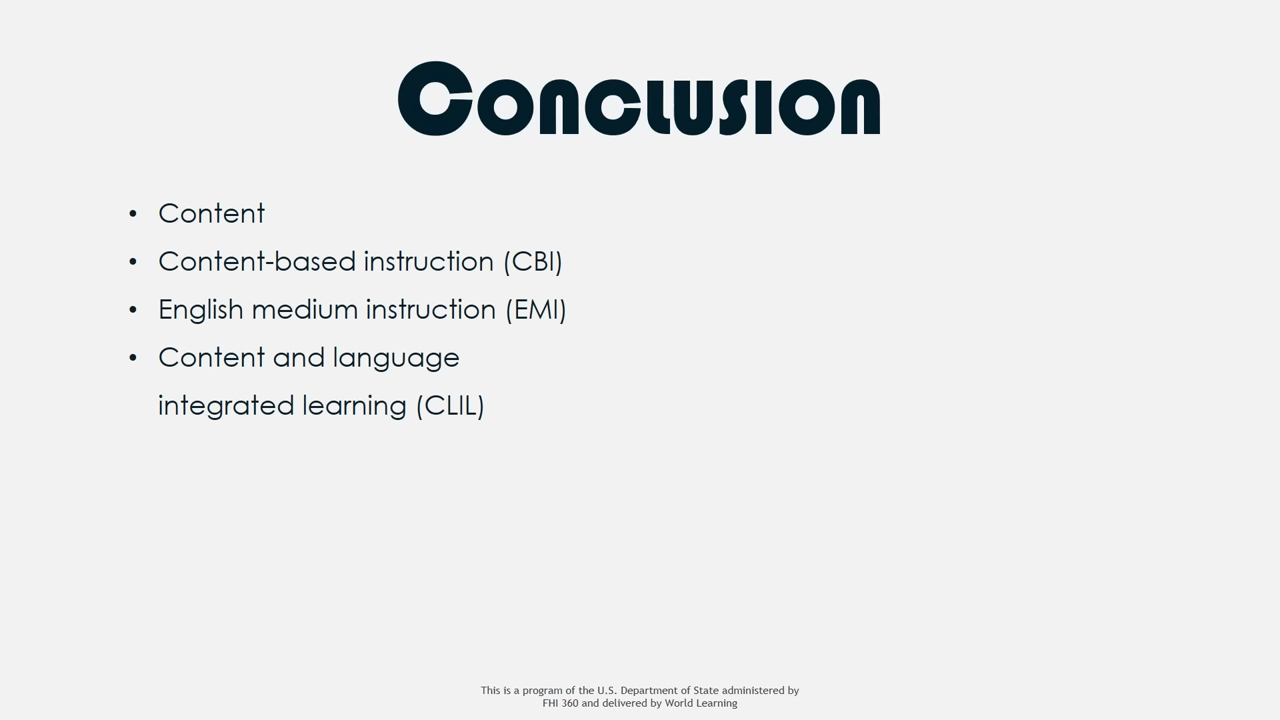 Conclusion
• Content
• Content-based instruction (CBI)
• English medium instruction (EMI)
• Content and language
integrated learning (CLIL)
This is a program of the U.S. Department of State administered by
FHI 360 and delivered by World Learning